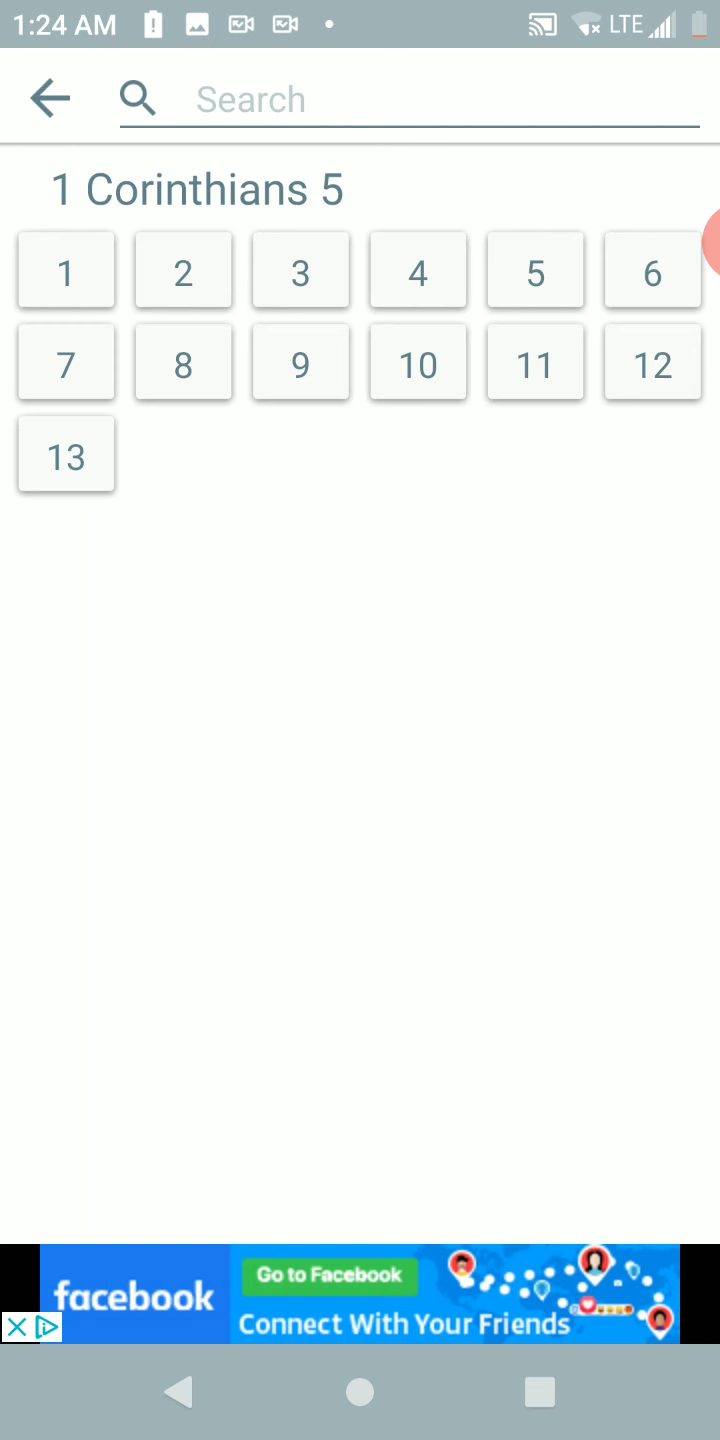 1:24 AM LTE
Search
1 Corinthians 5
1 2 3 4 5 6
7 8 9 10 11 12
13
facebook
Go to Facebook
Connect With Your Friends